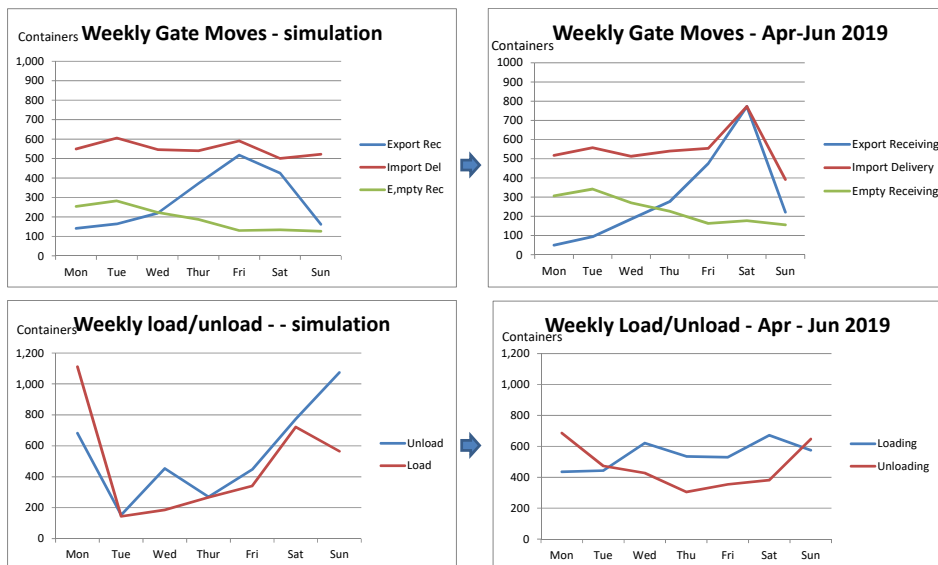 Containers Weekly Gate Moves - simulation
1,000
900
800
700
600
500
400
300
200
100
0
Mon Tue Wed Thur Fri Sat Sun
Export Rec
Import Del
E,mpty Rec
Weekly Gate Moves - Apr-Jun 2019
Containers
1000
900
800
700
600
500
400
300
200
100
0
Mon Tue Wed Thu Fri Sat Sun
Export Receiving
Import Delivery
Empty Receiving
Containers Weekly load/unload - - simulation
1,200
1,000
800
600
400
200
0
Mon Tue Wed Thur Fri Sat Sun
Unload
Load
Weekly Load/Unload - Apr - Jun 2019
Containers
1,200
1,000
800
600
400
200
0
Mon Tue Wed Thu Fri Sat Sun
Loading
Unloading